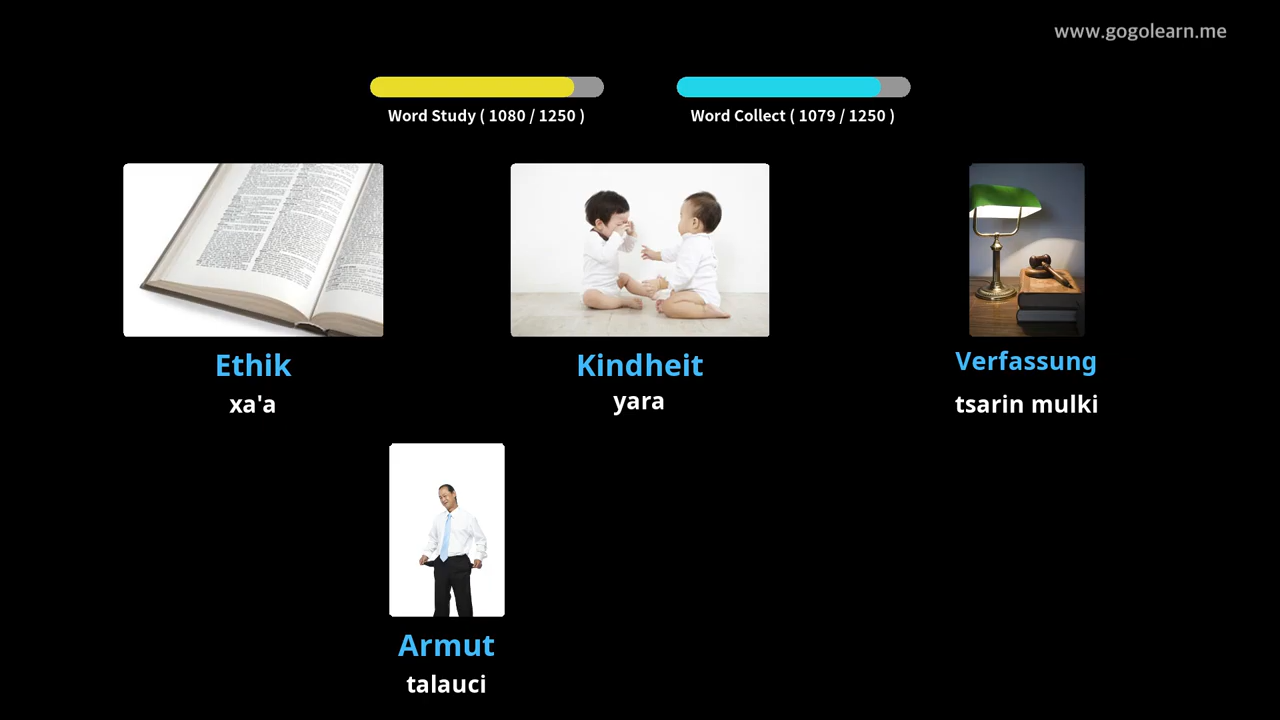 www.gogolearn.me
Word Study ( 1080 / 1250 )
Word Collect ( 1079 / 1250 )
Ethik
xa'a
Kindheit
yara
Verfassung
tsarin mulki
Armut
talauci